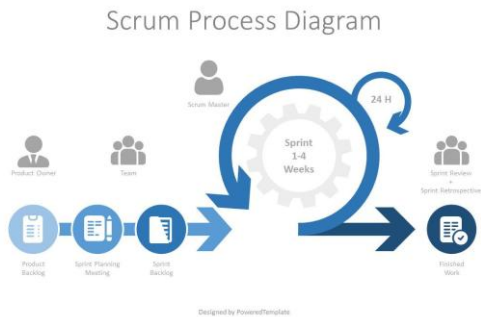 Scrum Process Diagram
Scrum Master
24 H
Sprint
1-4
Weeks
Product Owner
Team
Sprint Review
+
Sprint Retrospective
Product
Backlog
Sprint Planning
Meeting
Sprint
Backlog
Finished
Work
Designed by PoweredTemplate